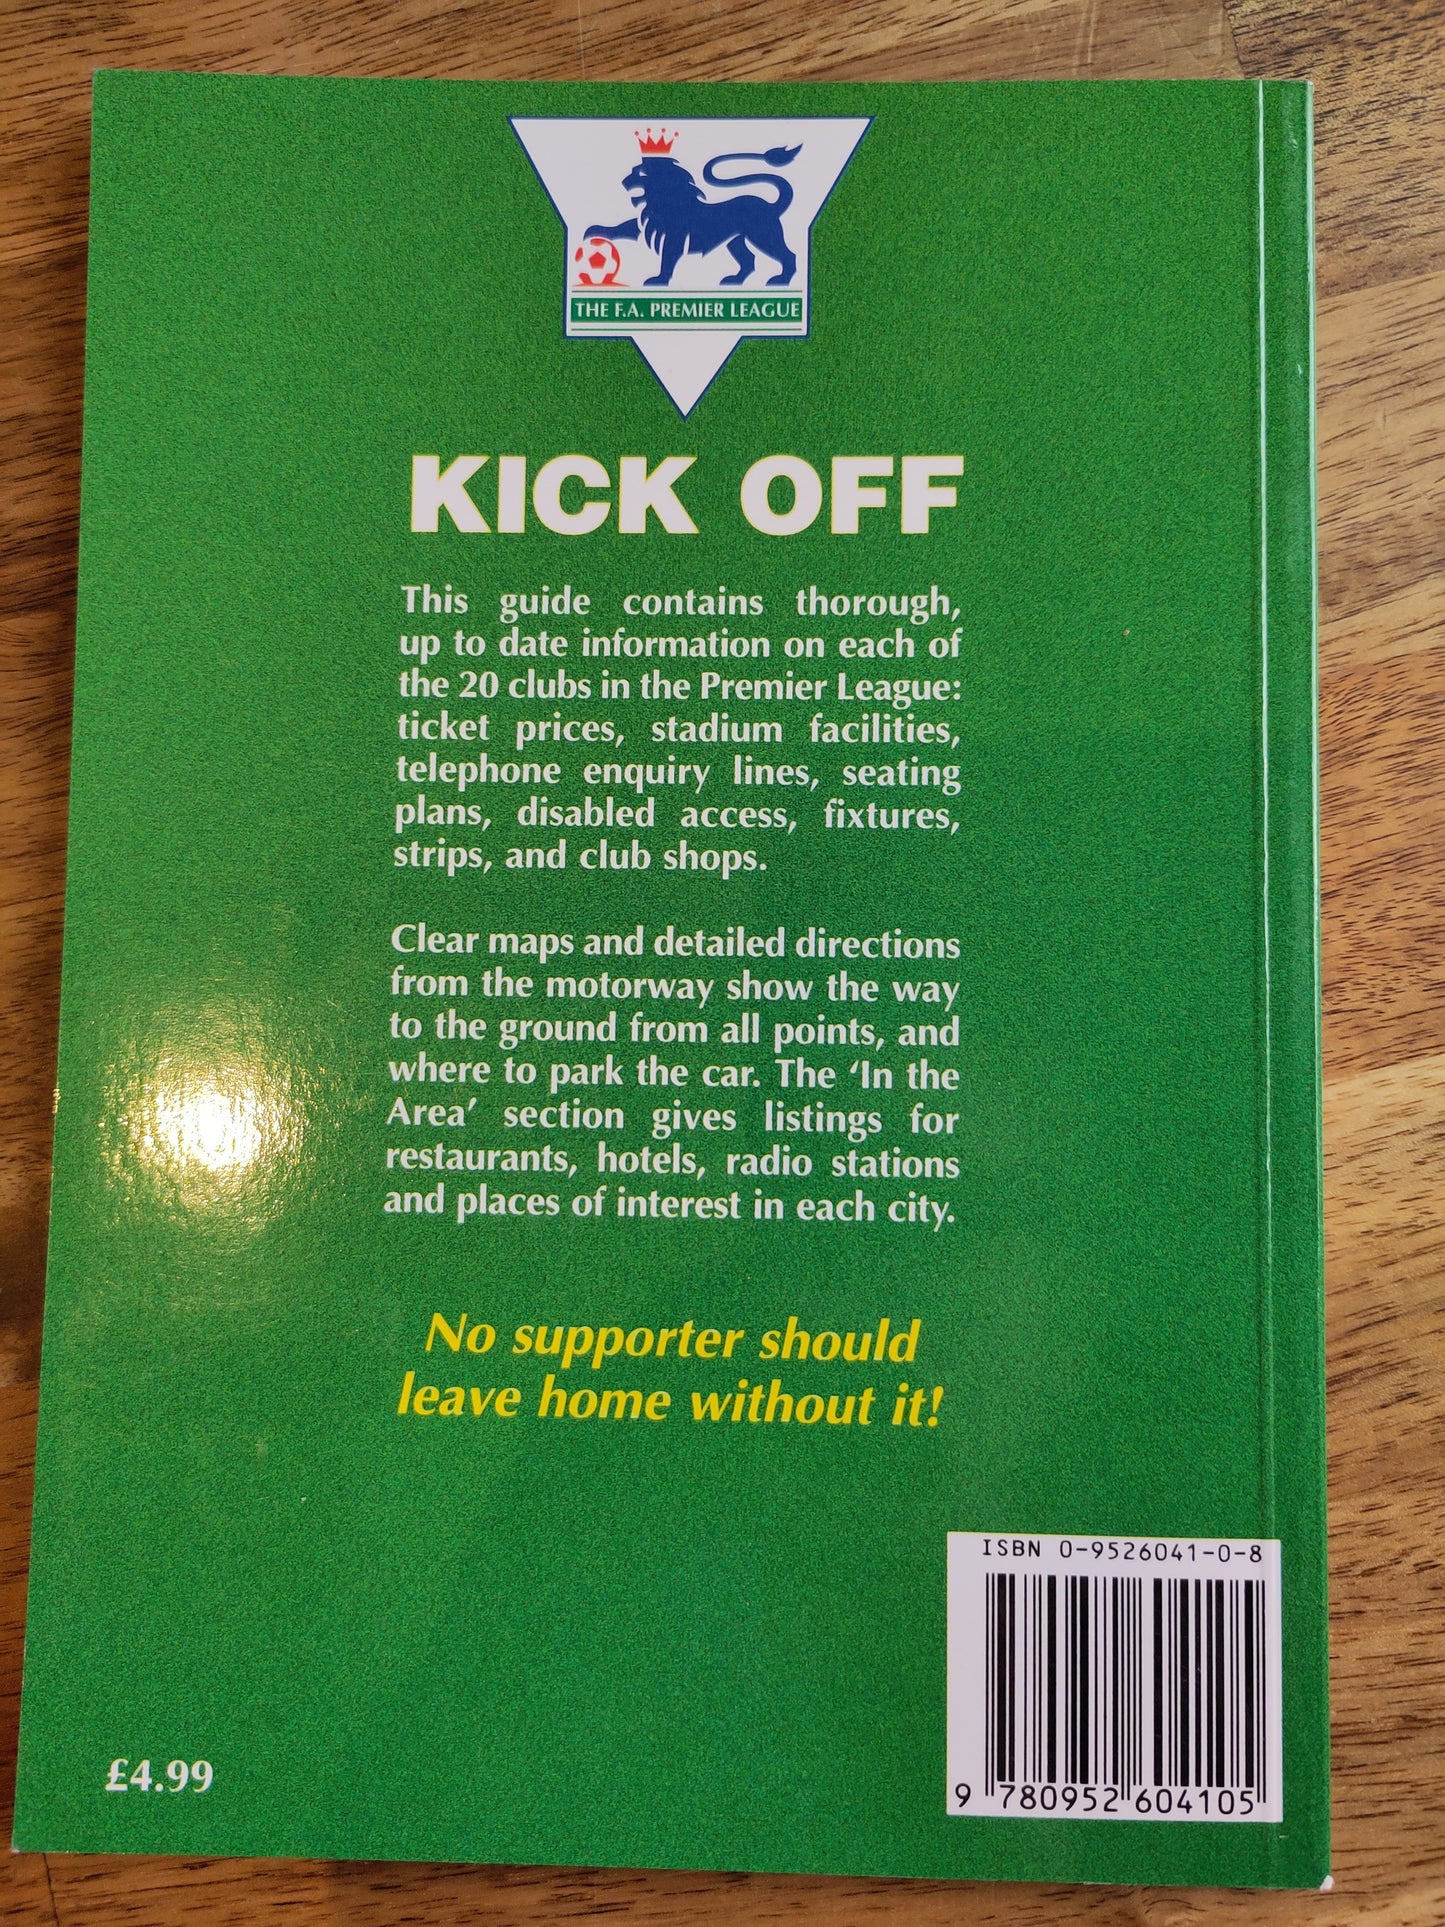 THE F.A. PREMIER LEAGUE
KICK OFF
This guide contains thorough,
up to date information on each of
the 20 clubs in the Premier League:
ticket prices, stadium facilities,
telephone enquiry lines, seating
plans, disabled access, fixtures,
strips, and club shops.
Clear maps and detailed directions
from the motorway show the way
to the ground from all points, and
where to park the car. The ‘In the
Area’ section gives listings for
restaurants, hotels, radio stations
and places of interest in each city.
No supporter should
leave home without it!
ISBN 0-9526041-0-8
9 780952 604105
£4.99